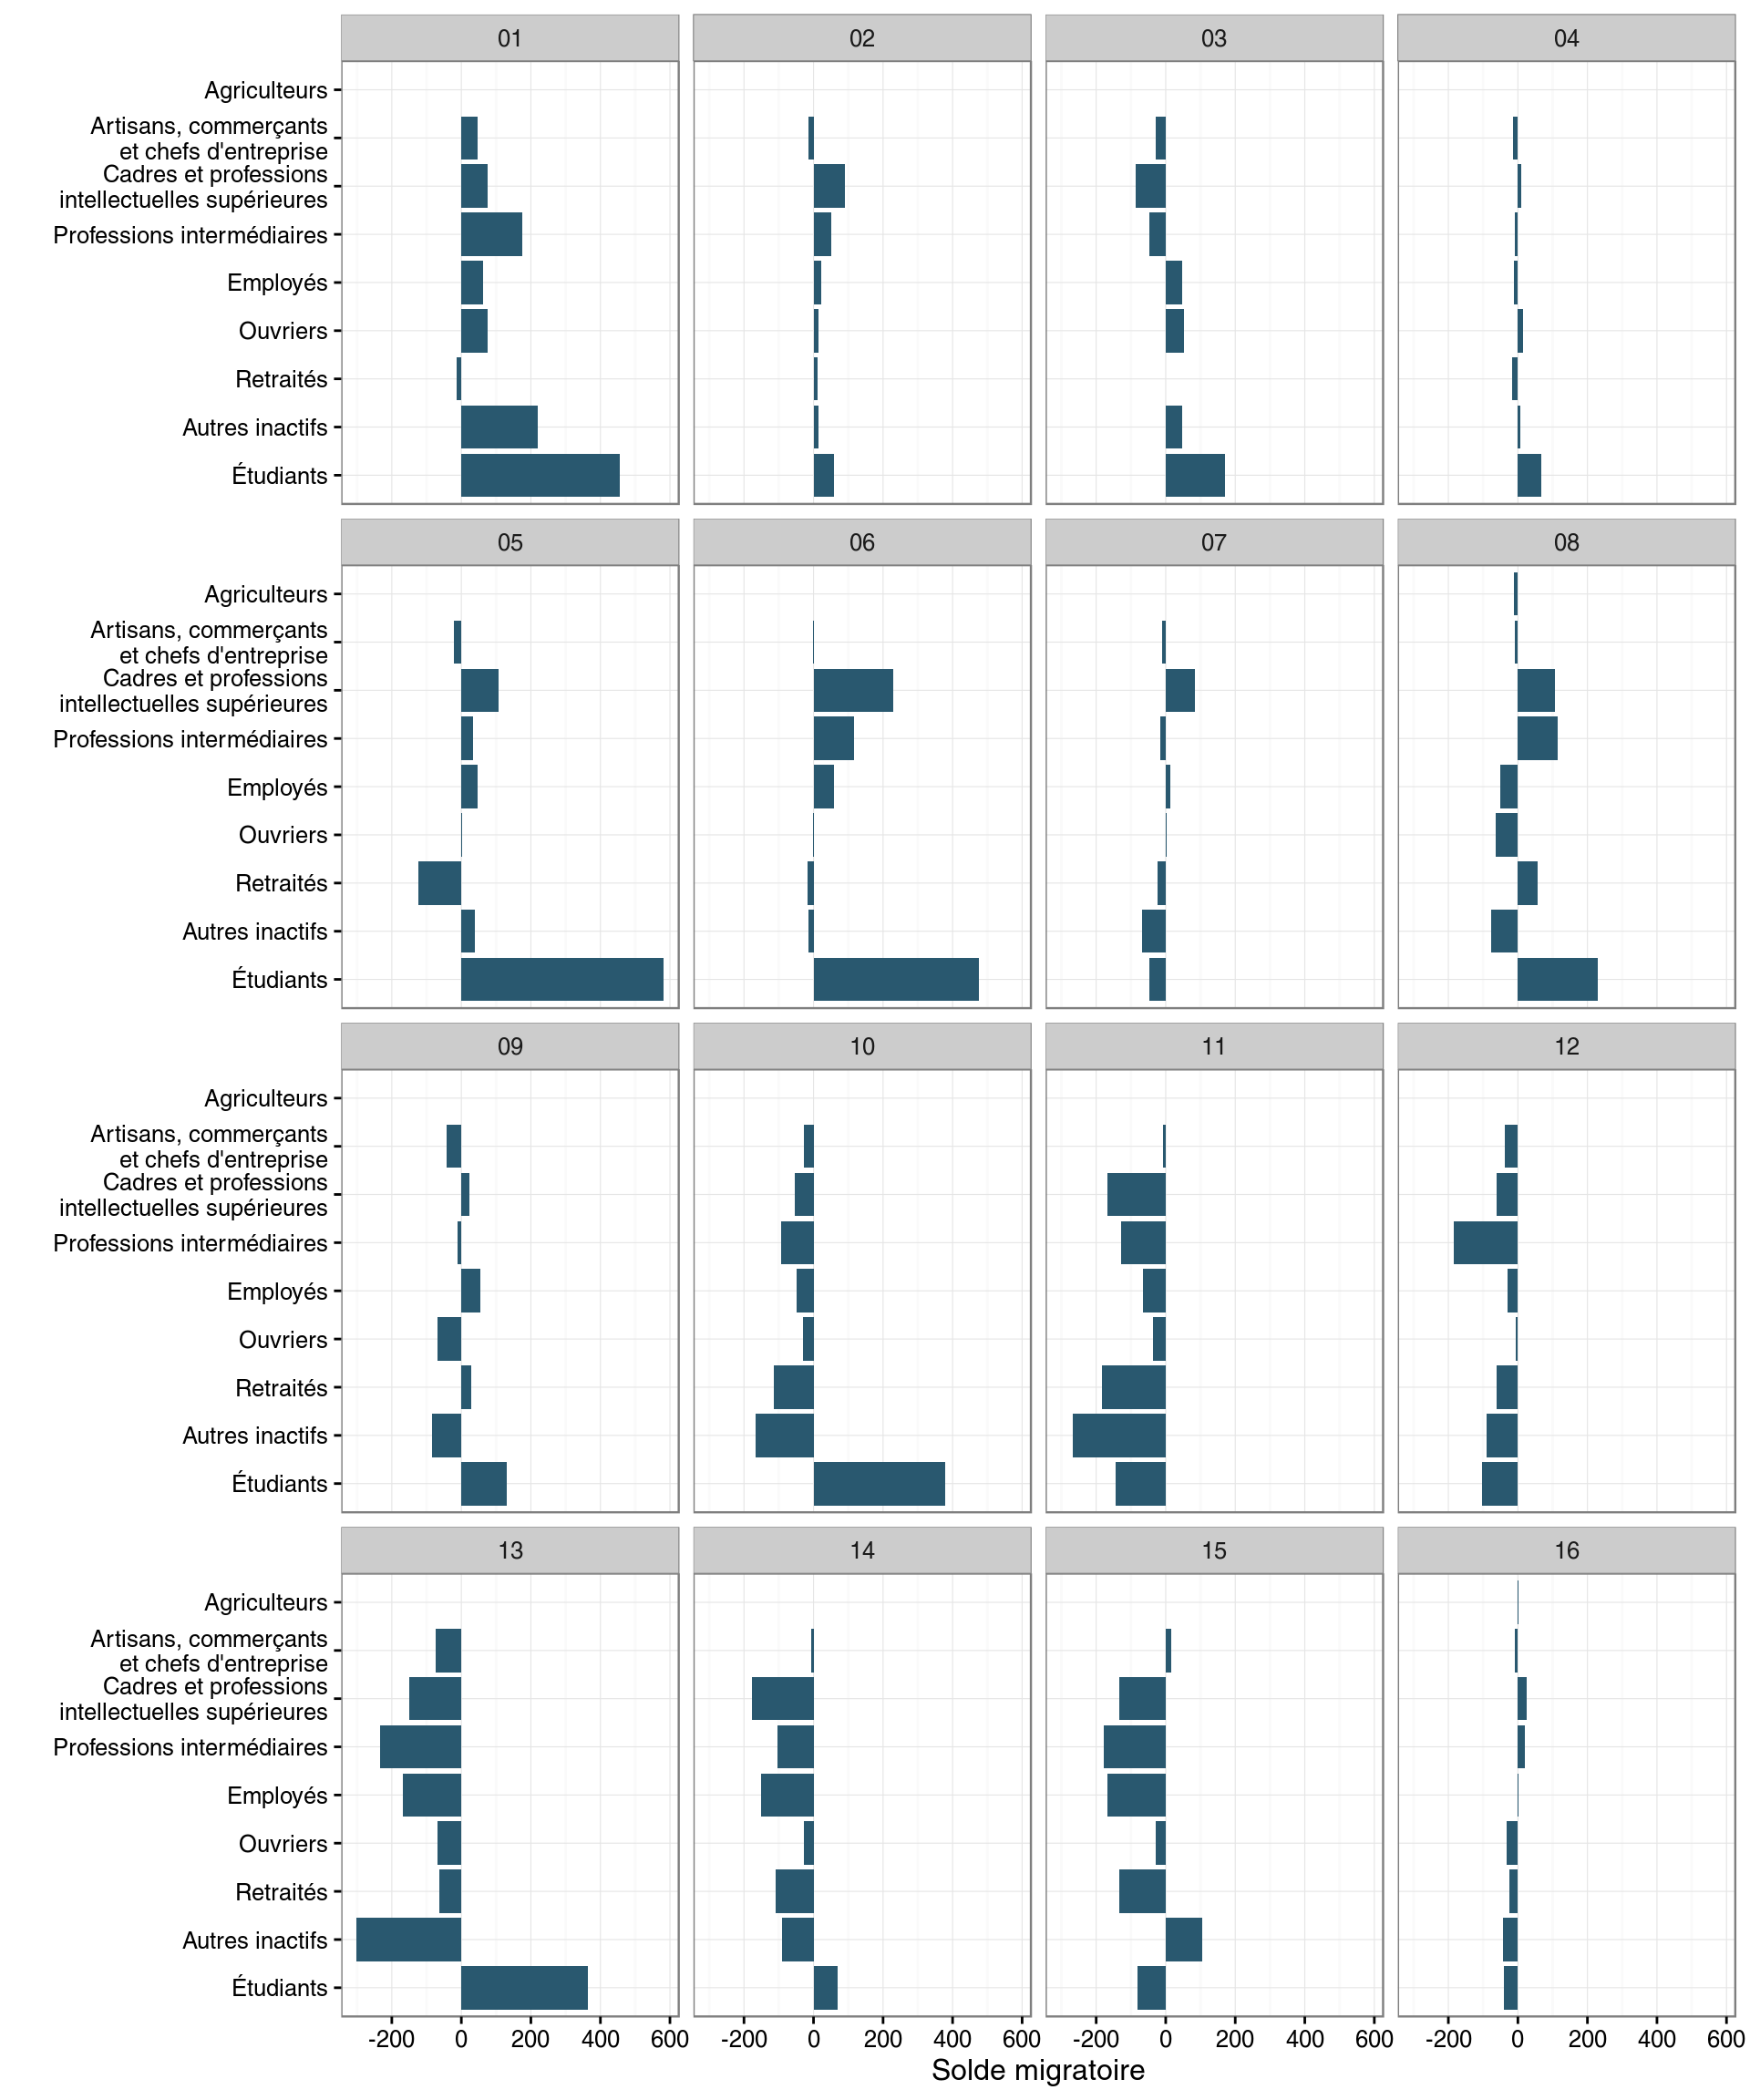 01 02 03 04
Agriculteurs
Artisans, commerçants
et chefs d'entreprise
Cadres et professions
intellectuelles supérieures
Professions intermédiaires
Employés
Ouvriers
Retraités
Autres inactifs
Étudiants
05 06 07 08
Agriculteurs
Artisans, commerçants
et chefs d'entreprise
Cadres et professions
intellectuelles supérieures
Professions intermédiaires
Employés
Ouvriers
Retraités
Autres inactifs
Étudiants
09 10 11 12
Agriculteurs
Artisans, commerçants
et chefs d'entreprise
Cadres et professions
intellectuelles supérieures
Professions intermédiaires
Employés
Ouvriers
Retraités
Autres inactifs
Étudiants
13 14 15 16
Agriculteurs
Artisans, commerçants
et chefs d'entreprise
Cadres et professions
intellectuelles supérieures
Professions intermédiaires
Employés
Ouvriers
Retraités
Autres inactifs
Étudiants
-200 0 200 400 600 -200 0 200 400 600 -200 0 200 400 600 -200 0 200 400 600
Solde migratoire